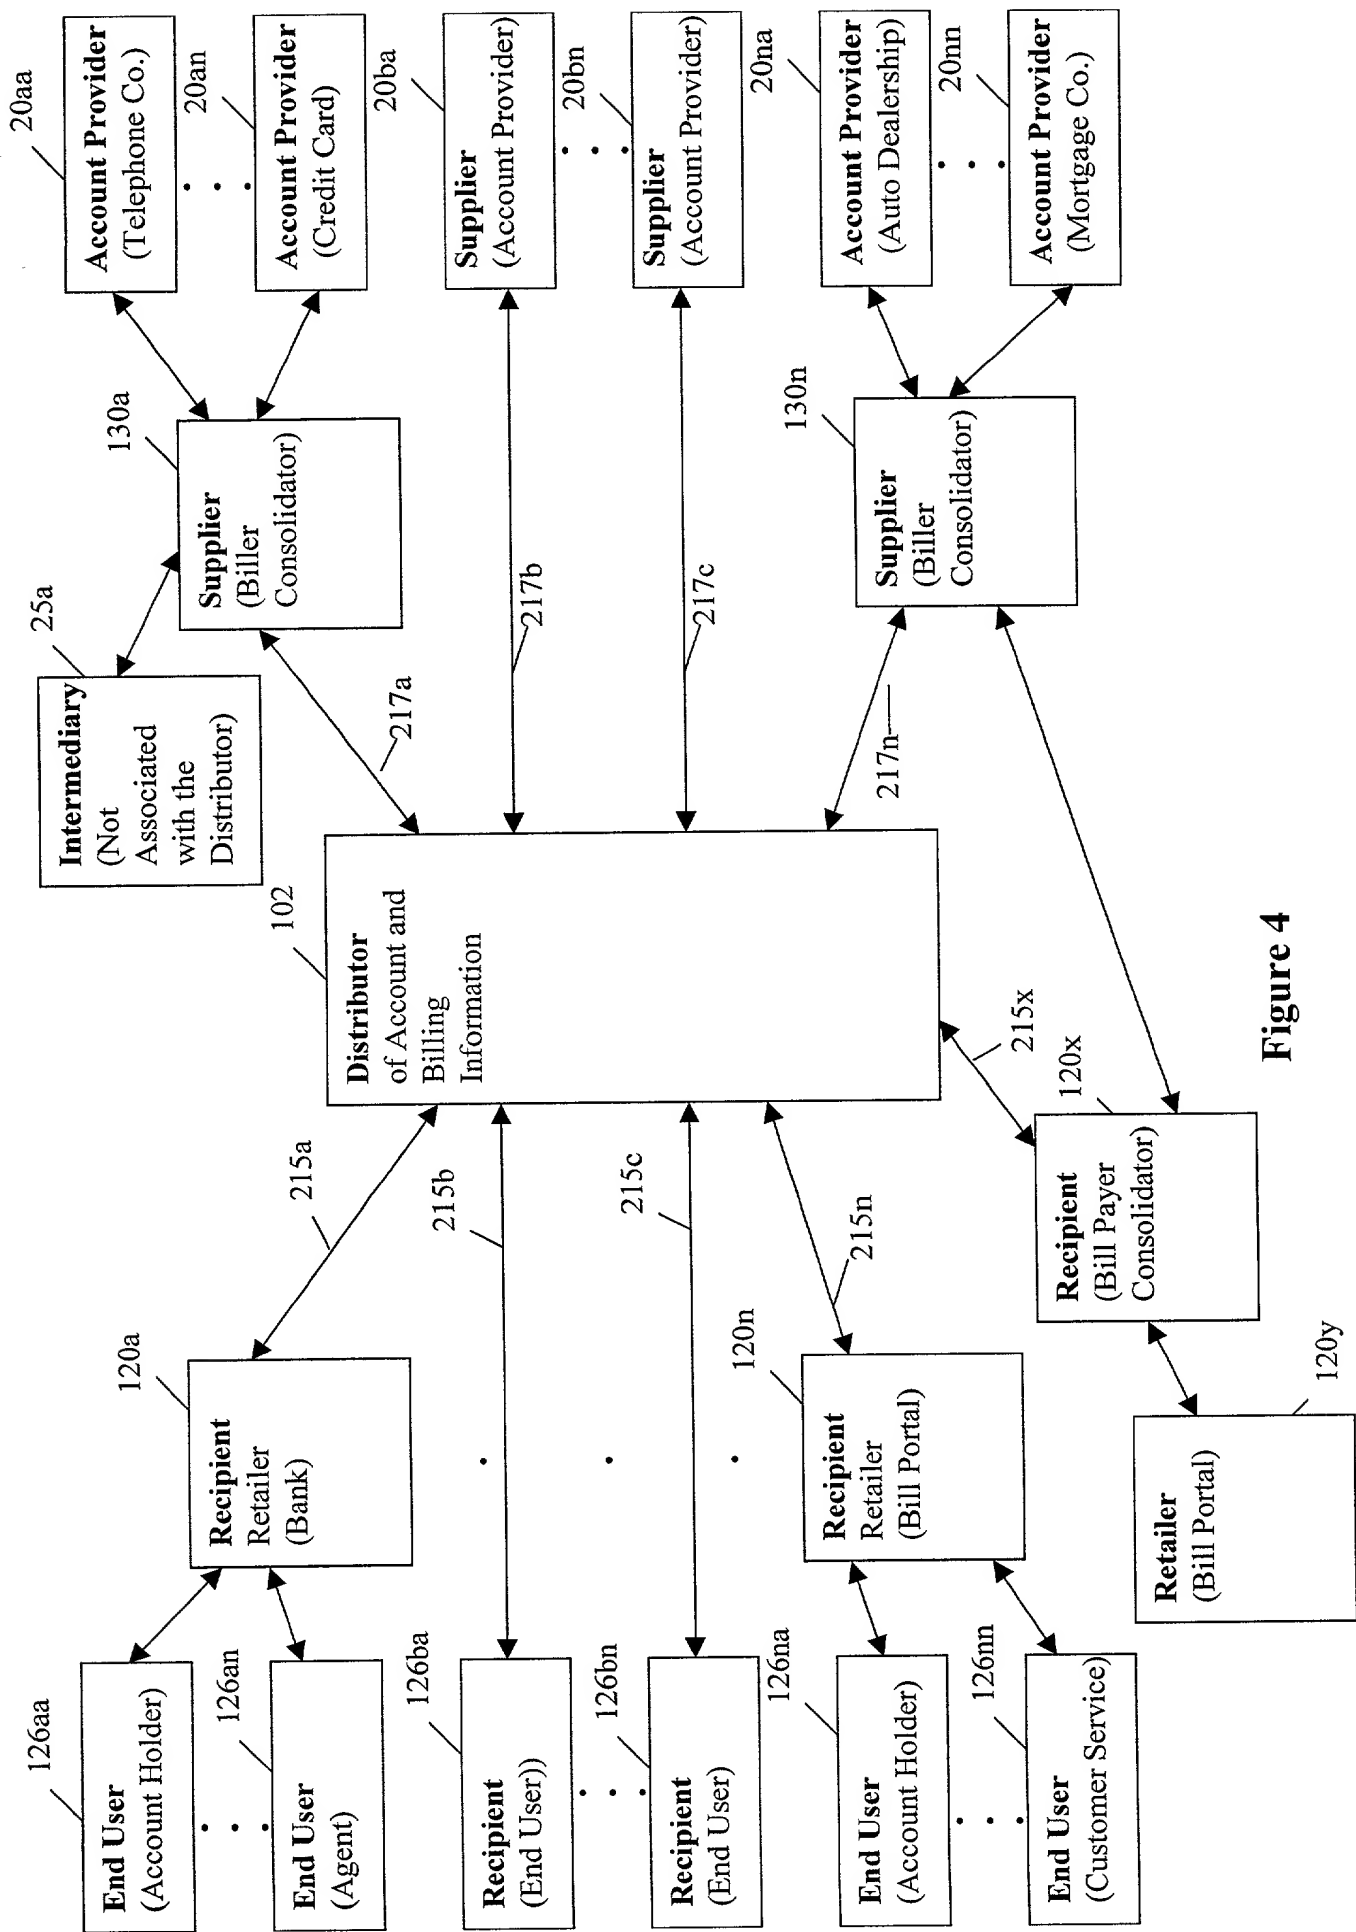 126aa
End User
(Account Holder)
126an
End User
(Agent)
126ba
Recipient
(End User))
126bn
Recipient
(End User)
126na
End User
(Account Holder)
126nn
End User
(Customer Service)
120a
Recipient
Retailer
(Bank)
120n
Recipient
Retailer
(Bill Portal)
120y
Retailer
(Bill Portal)
215a
215b
215c
215n
120x
Recipient
(Bill Payer
Consolidator)
215x
102
Distributor
of Account and
Billing
Information
25a
Intermediary
(Not
Associated
with the
Distributor)
217a
217b
217c
217n
130a
Supplier
(Biller
Consolidator)
130n
Supplier
(Biller
Consolidator)
20aa
Account Provider
(Telephone Co.)
20an
Account Provider
(Credit Card)
20ba
Supplier
(Account Provider)
20bn
Supplier
(Account Provider)
20na
Account Provider
(Auto Dealership)
20nn
Account Provider
(Mortgage Co.)
Figure 4